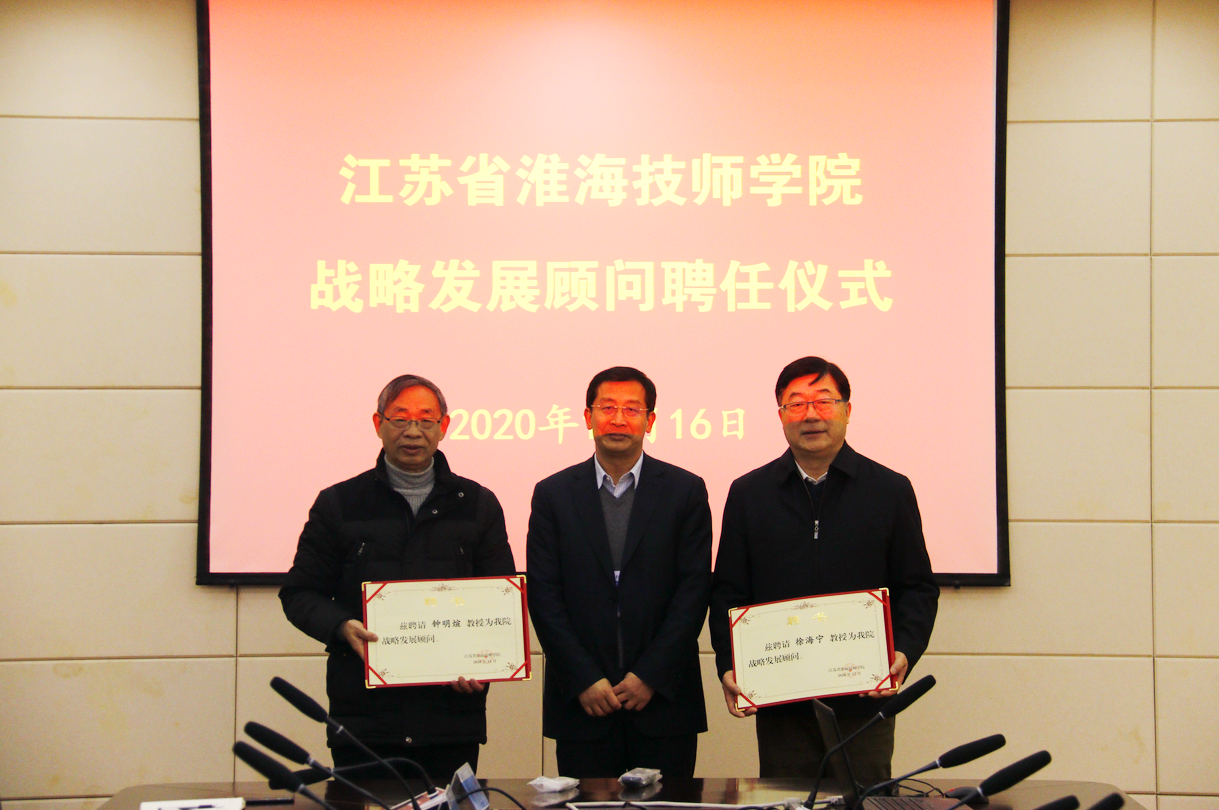 江苏省淮海技师学院
战略发展顾问聘任仪式
2020年 月16日
兹聘请 钟明煊 教授为我院
战略发展顾问。
兹聘请 徐海宁 教授为我院
战略发展顾问。